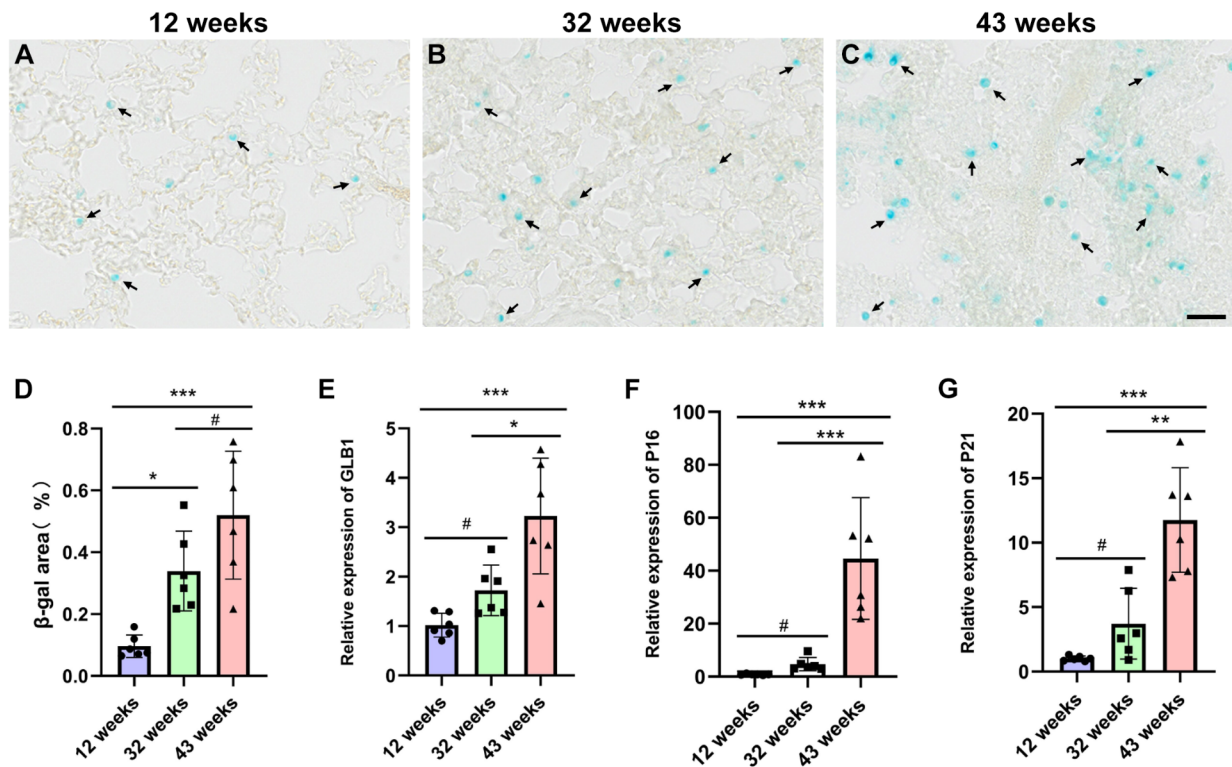 12 weeks
32 weeks
43 weeks
A
B
C
D
***
#
*
0.8
0.6
0.4
0.2
0.0
β-gal area( %)
12 weeks
32 weeks
43 weeks
E
***
*
#
5
4
3
2
1
0
Relative expression of GLB1
12 weeks
32 weeks
43 weeks
F
***
***
#
100
80
60
40
20
0
Relative expression of P16
12 weeks
32 weeks
43 weeks
G
***
**
#
20
15
10
5
0
Relative expression of P21
12 weeks
32 weeks
43 weeks